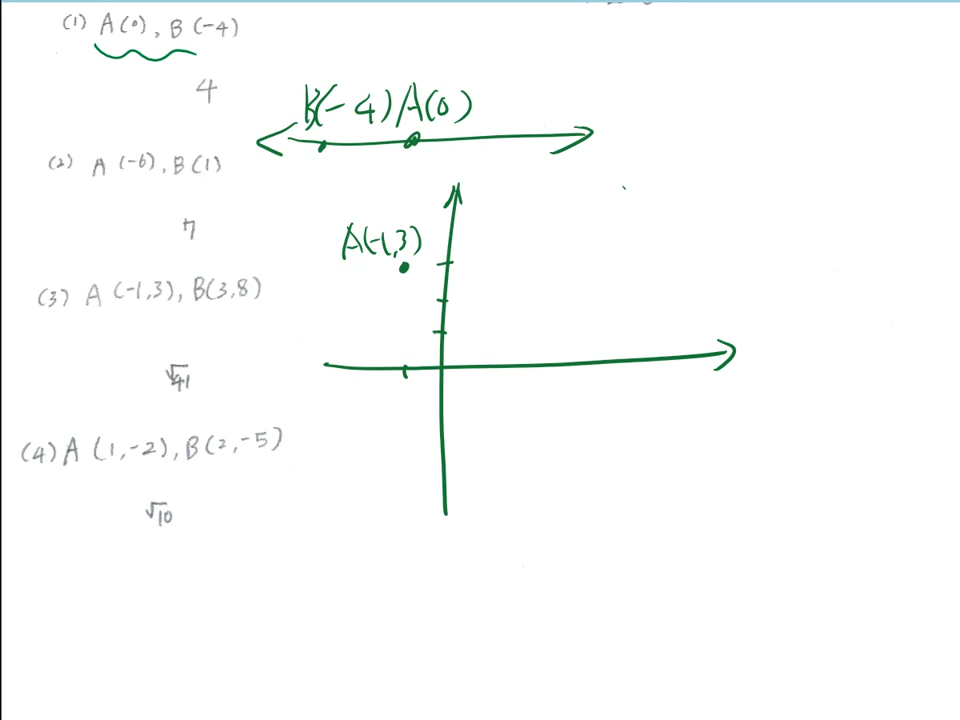 (1) A(0), B(-4)
4
B(-4) A(0)
(2) A(-6), B(1)
7
A(-1,3)
(3) A(-1,3), B(3,8)
√41
(4) A(1,-2), B(2,-5)
√10